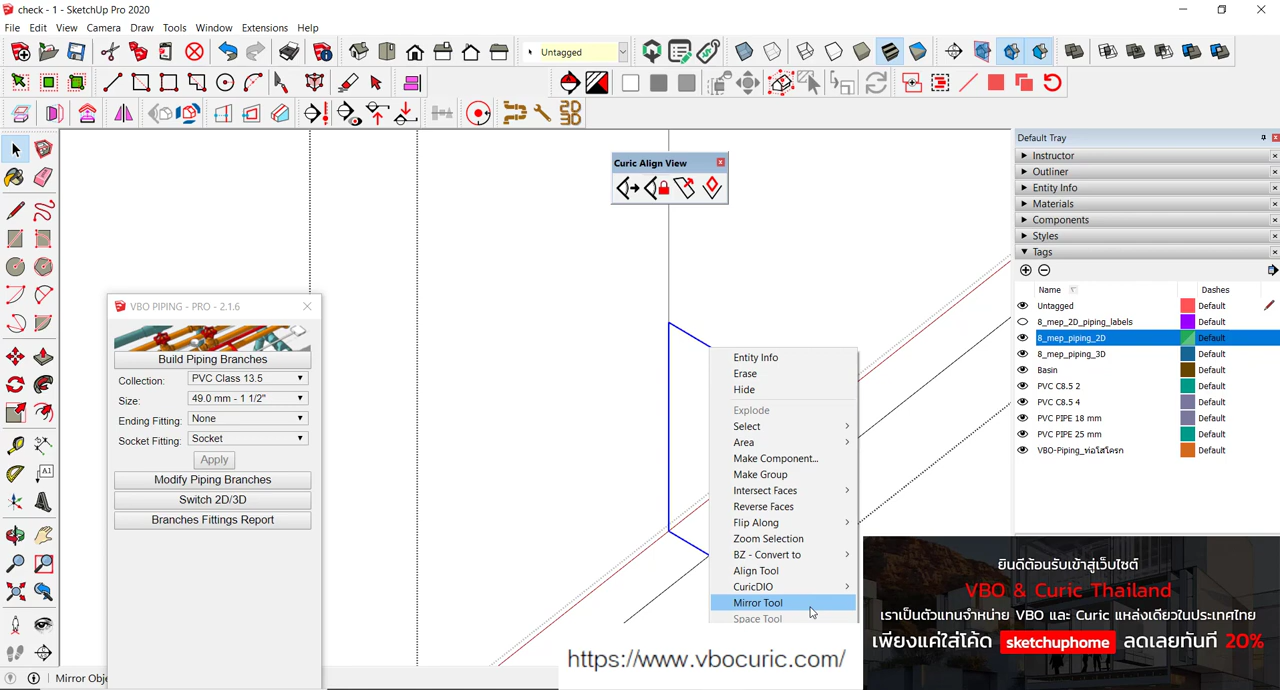 check - 1 - SketchUp Pro 2020
File Edit View Camera Draw Tools Window Extensions Help
Untagged
2D
3D
Curic Align View
A1
VBO PIPING - PRO - 2.1.6
Build Piping Branches
Collection: PVC Class 13.5
Size: 49.0 mm - 1 1/2"
Ending Fitting: None
Socket Fitting: Socket
Apply
Modify Piping Branches
Switch 2D/3D
Branches Fittings Report
Entity Info
Erase
Hide
Explode
Select
Area
Make Component...
Make Group
Intersect Faces
Reverse Faces
Flip Along
Zoom Selection
BZ - Convert to
Align Tool
CuricDIO
Mirror Tool
Space Tool
Default Tray
Instructor
Outliner
Entity Info
Materials
Components
Styles
Tags
Name Dashes
Untagged Default
8_mep_2D_piping_labels Default
8_mep_piping_2D Default
8_mep_piping_3D Default
Basin Default
PVC C8.5 2 Default
PVC C8.5 4 Default
PVC PIPE 18 mm Default
PVC PIPE 25 mm Default
VBO-Piping_ท่อโสโครก Default
ยินดีต้อนรับเข้าสู่เว็บไซต์
VBO & Curic Thailand
เราเป็นตัวแทนจำหน่าย VBO และ Curic แหล่งเดียวในประเทศไทย
เพียงแค่ใส่โค้ด sketchuphome ลดเลยทันที 20%
https://www.vbocuric.com/
Mirror Obje